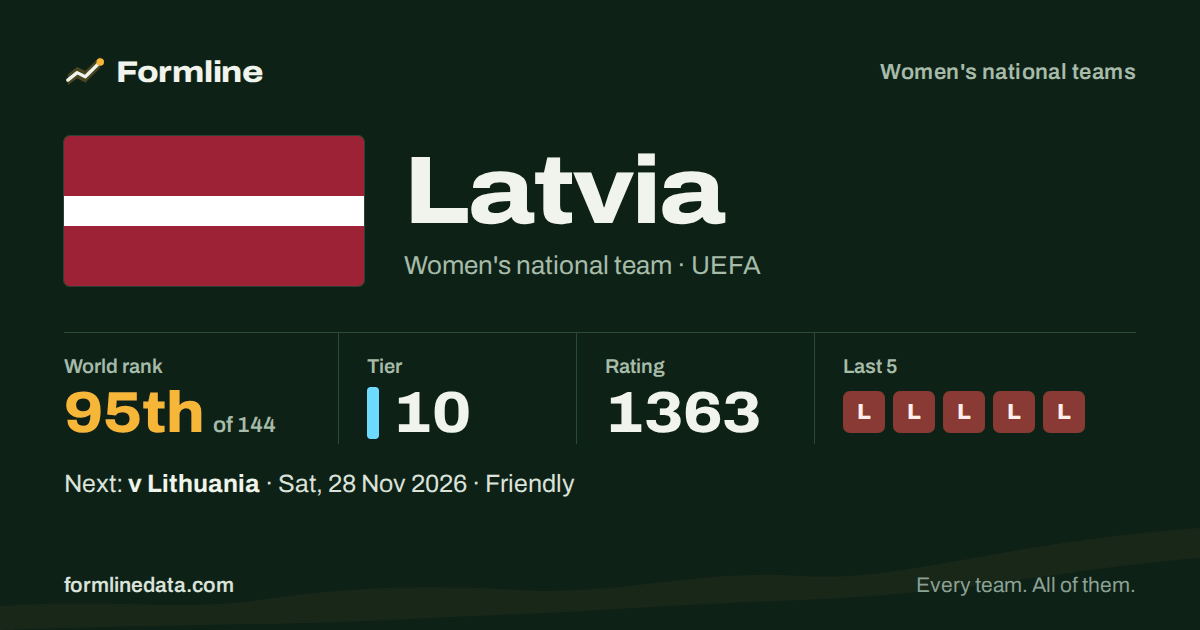 Formline
Women's national teams
Latvia
Women's national team · UEFA
World rank
95th of 144
Tier
10
Rating
1363
Last 5
L L L L L
Next: v Lithuania · Sat, 28 Nov 2026 · Friendly
formlinedata.com
Every team. All of them.